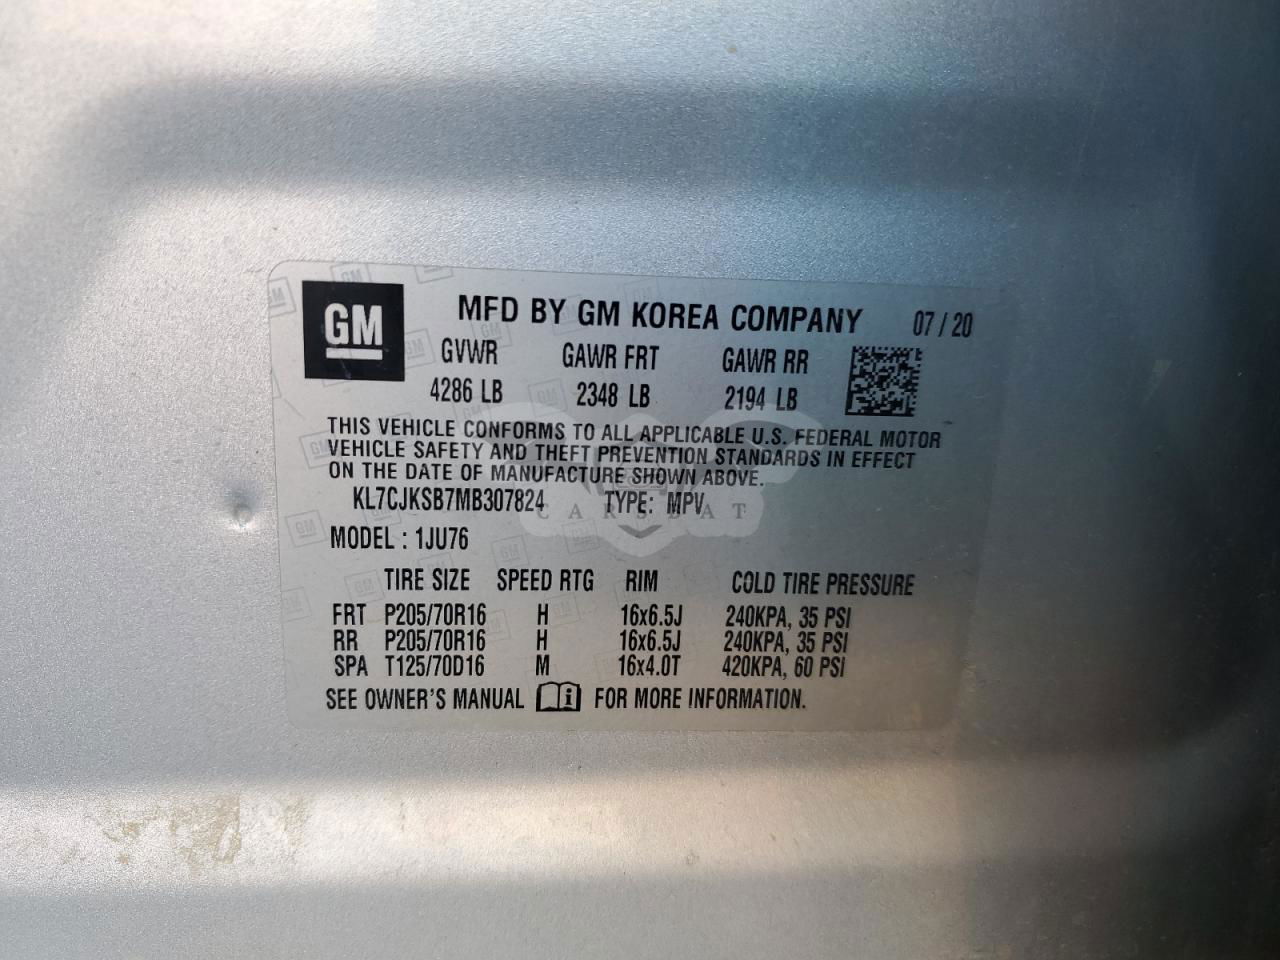 GM MFD BY GM KOREA COMPANY 07/20
GVWR GAWR FRT GAWR RR
4286 LB 2348 LB 2194 LB
THIS VEHICLE CONFORMS TO ALL APPLICABLE U.S. FEDERAL MOTOR
VEHICLE SAFETY AND THEFT PREVENTION STANDARDS IN EFFECT
ON THE DATE OF MANUFACTURE SHOWN ABOVE.
KL7CJKSB7MB307824 TYPE: MPV
CARSBAT
MODEL : 1JU76
TIRE SIZE SPEED RTG RIM COLD TIRE PRESSURE
FRT P205/70R16 H 16x6.5J 240KPA, 35 PSI
RR P205/70R16 H 16x6.5J 240KPA, 35 PSI
SPA T125/70D16 M 16x4.0T 420KPA, 60 PSI
SEE OWNER'S MANUAL FOR MORE INFORMATION.